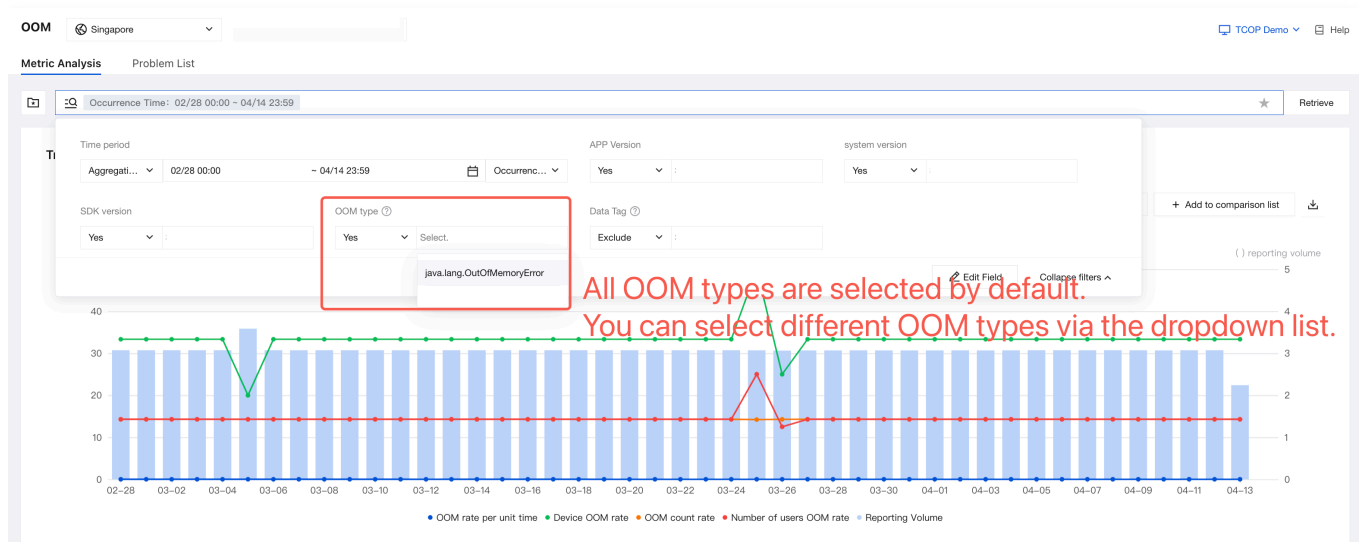 OOM Singapore TCOP Demo Help
Metric Analysis Problem List
Occurrence Time: 02/28 00:00 ~ 04/14 23:59 Retrieve
Time period APP Version system version
Aggregati... 02/28 00:00 ~ 04/14 23:59 Occurrenc... Yes Yes
+ Add to comparison list
SDK version OOM type Data Tag
Yes Yes Select. Exclude
( ) reporting volume
java.lang.OutOfMemoryError Edit Field Collapse filters
All OOM types are selected by default.
You can select different OOM types via the dropdown list.
5
40 4
30 3
20 2
10 1
0 0
02-28 03-02 03-04 03-06 03-08 03-10 03-12 03-14 03-16 03-18 03-20 03-22 03-24 03-26 03-28 03-30 04-01 04-03 04-05 04-07 04-09 04-11 04-13
OOM rate per unit time Device OOM rate OOM count rate Number of users OOM rate Reporting Volume